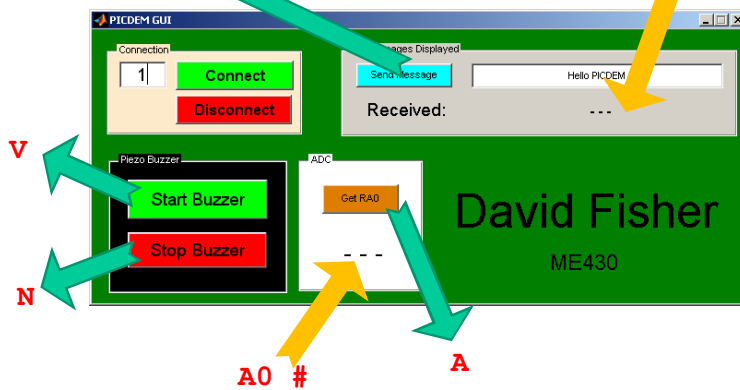 PICDEM GUI
Connection
1
Connect
Disconnect
Messages Displayed
Send Message
Hello PICDEM
Received:
---
V
Piezo Buzzer
Start Buzzer
Stop Buzzer
N
ADC
Get RA0
---
David Fisher
ME430
A0 #
A